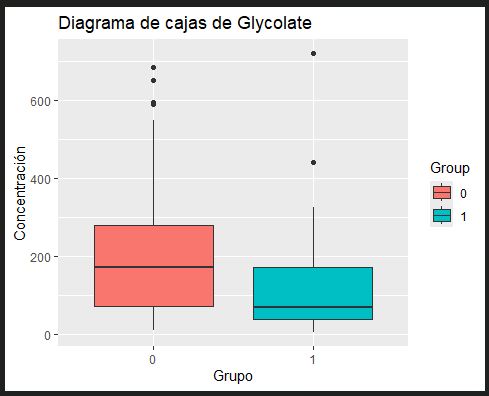 Diagrama de cajas de Glycolate
Concentración
600
400
200
0
0
1
Grupo
Group
0
1